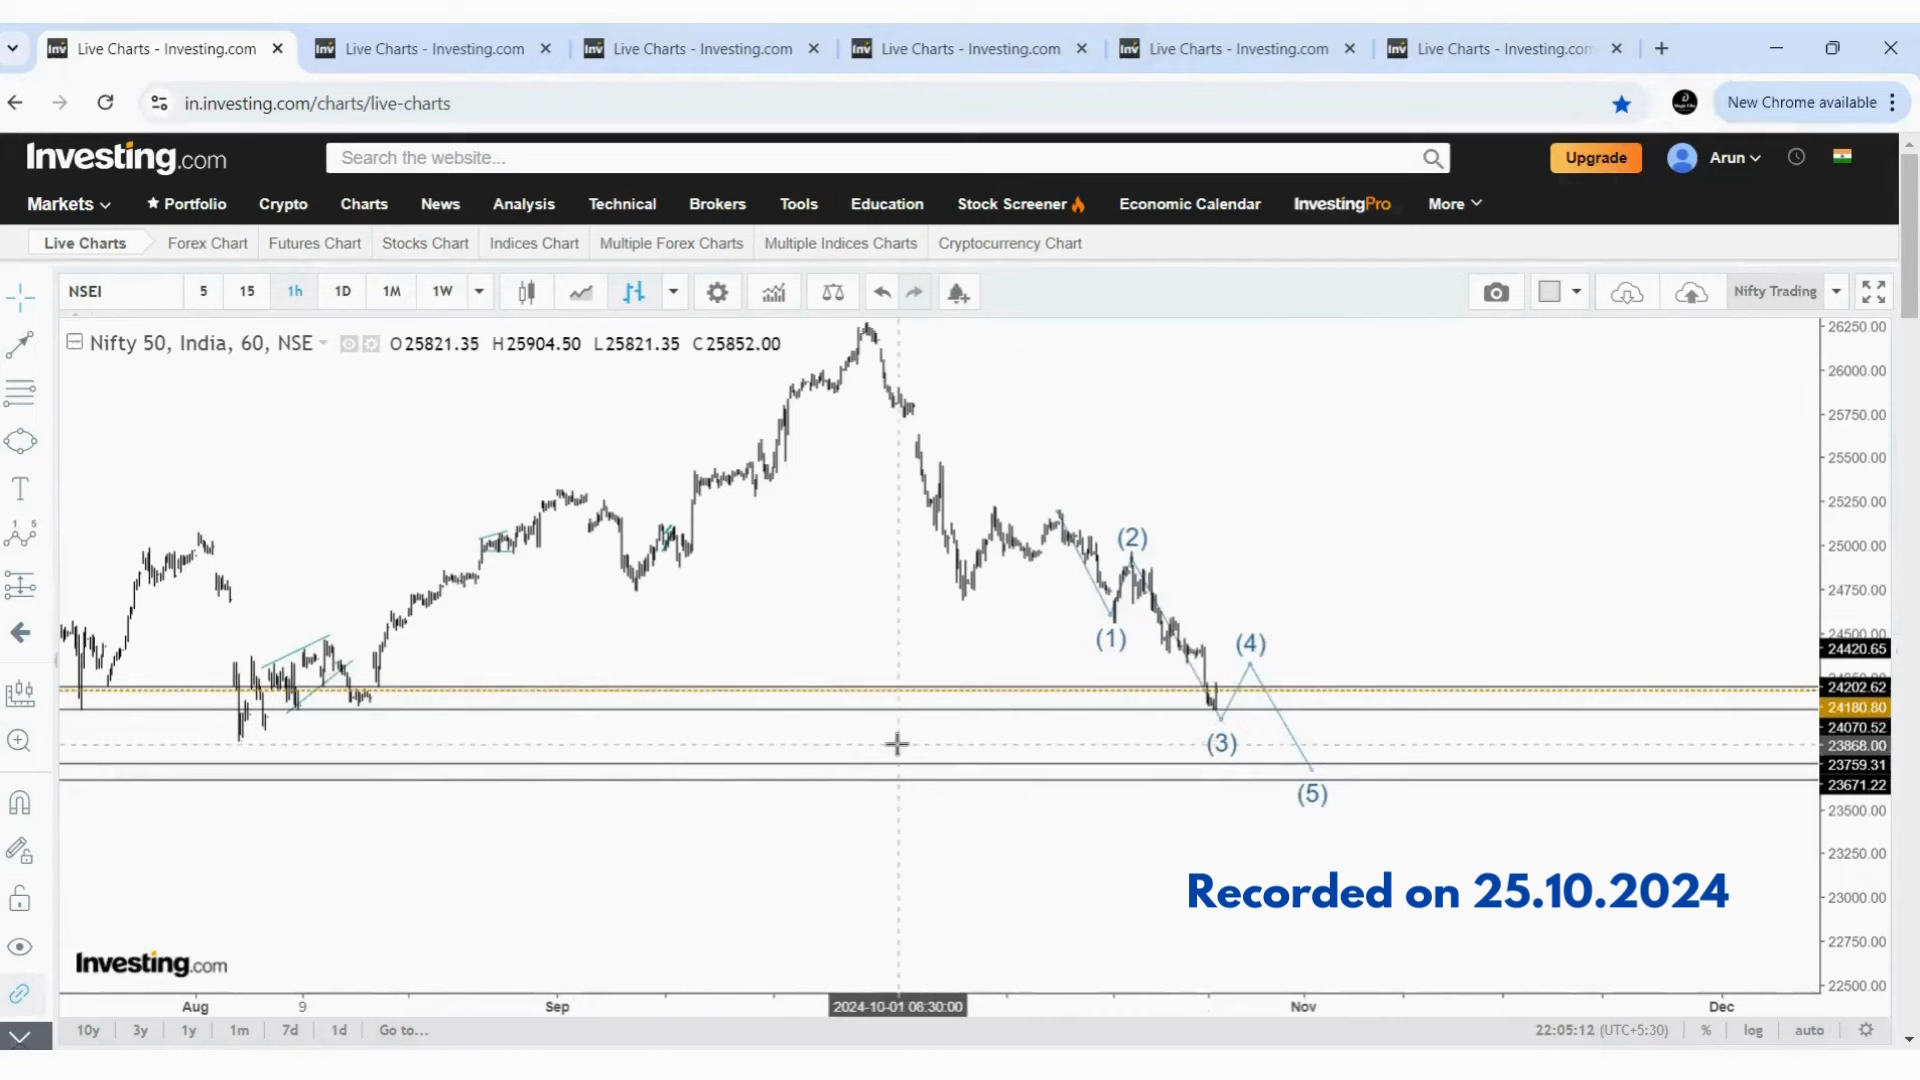 Live Charts - Investing.com
Live Charts - Investing.com
Live Charts - Investing.com
Live Charts - Investing.com
Live Charts - Investing.com
Live Charts - Investing.com
in.investing.com/charts/live-charts
New Chrome available
Investing.com
Search the website...
Upgrade
Arun
Markets
Portfolio
Crypto
Charts
News
Analysis
Technical
Brokers
Tools
Education
Stock Screener
Economic Calendar
InvestingPro
More
Live Charts
Forex Chart
Futures Chart
Stocks Chart
Indices Chart
Multiple Forex Charts
Multiple Indices Charts
Cryptocurrency Chart
NSEI
5
15
1h
1D
1M
1W
Nifty Trading
Nifty 50, India, 60, NSE
O25821.35 H25904.50 L25821.35 C25852.00
26250.00
26000.00
25750.00
25500.00
25250.00
25000.00
24750.00
24500.00
24420.65
24202.62
24180.80
24070.52
23868.00
23759.31
23671.22
23500.00
23250.00
23000.00
22750.00
22500.00
(1)
(2)
(3)
(4)
(5)
Recorded on 25.10.2024
Investing.com
Aug
9
Sep
2024-10-01 06:30:00
Nov
Dec
10y
3y
1y
1m
7d
1d
Go to...
22:05:12 (UTC+5:30)
%
log
auto